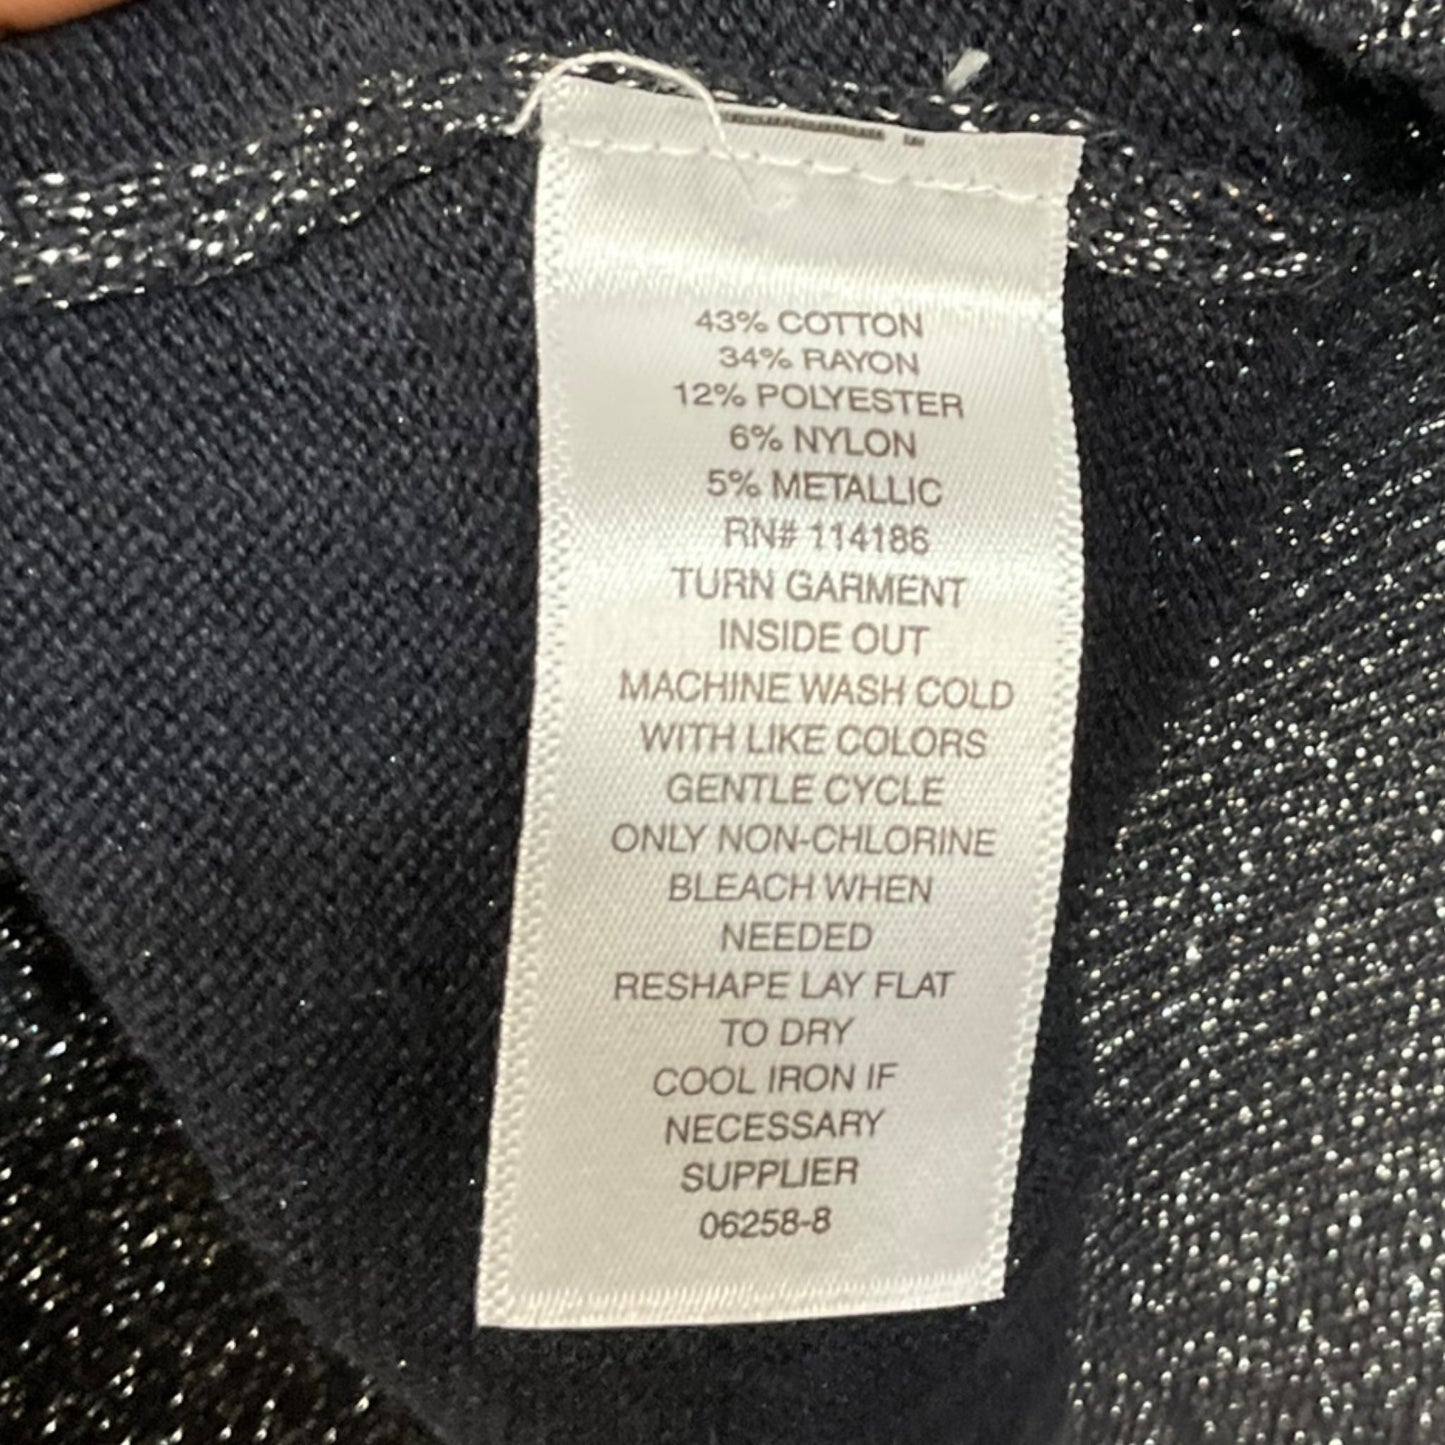 43% COTTON
34% RAYON
12% POLYESTER
6% NYLON
5% METALLIC
RN# 114186
TURN GARMENT
INSIDE OUT
MACHINE WASH COLD
WITH LIKE COLORS
GENTLE CYCLE
ONLY NON-CHLORINE
BLEACH WHEN
NEEDED
RESHAPE LAY FLAT
TO DRY
COOL IRON IF
NECESSARY
SUPPLIER
06258-8